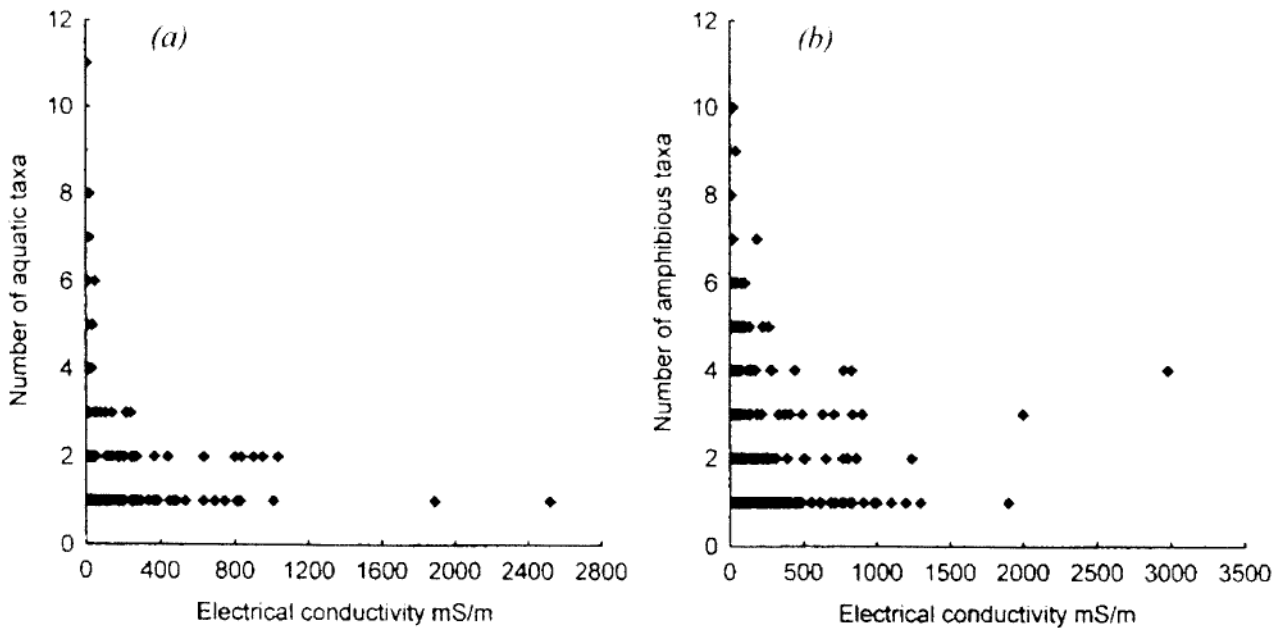 (a)
12
10
8
6
4
2
0
Number of aquatic taxa
0 400 800 1200 1600 2000 2400 2800
Electrical conductivity mS/m
(b)
12
10
8
6
4
2
0
Number of amphibious taxa
0 500 1000 1500 2000 2500 3000 3500
Electrical conductivity mS/m